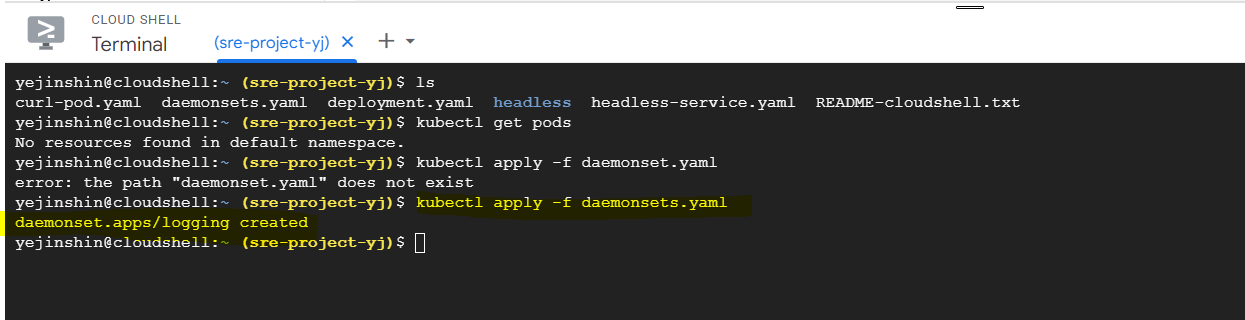 CLOUD SHELL
Terminal
(sre-project-yj)
yejinshin@cloudshell:~ (sre-project-yj)$ ls
curl-pod.yaml daemonsets.yaml deployment.yaml headless headless-service.yaml README-cloudshell.txt
yejinshin@cloudshell:~ (sre-project-yj)$ kubectl get pods
No resources found in default namespace.
yejinshin@cloudshell:~ (sre-project-yj)$ kubectl apply -f daemonset.yaml
error: the path "daemonset.yaml" does not exist
yejinshin@cloudshell:~ (sre-project-yj)$ kubectl apply -f daemonsets.yaml
daemonset.apps/logging created
yejinshin@cloudshell:~ (sre-project-yj)$